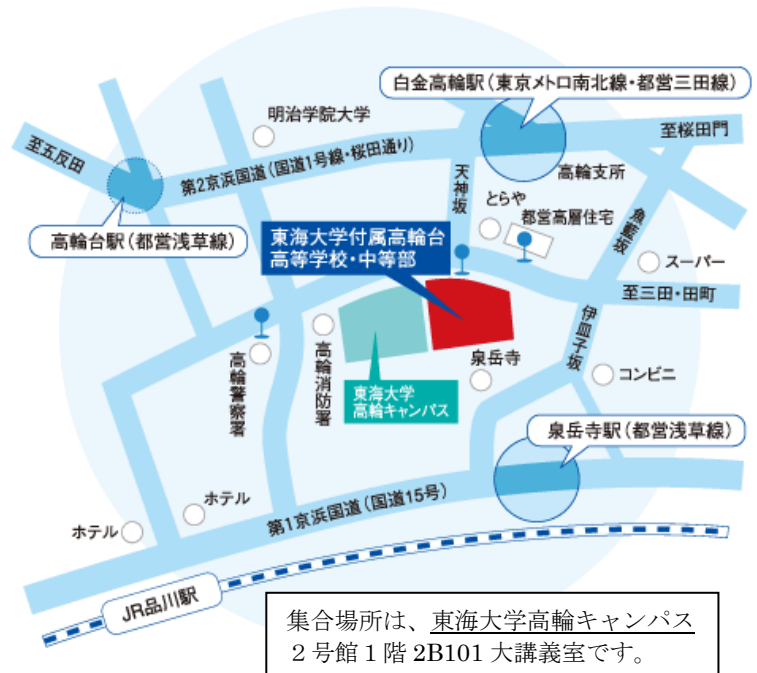 白金高輪駅(東京メトロ南北線・都営三田線)
明治学院大学
至桜田門
至五反田
第2京浜国道(国道1号線・桜田通り)
高輪支所
天神坂
とらや
都営高層住宅
魚藍坂
高輪台駅(都営浅草線)
東海大学付属高輪台
高等学校・中等部
スーパー
至三田・田町
伊皿子坂
高輪警察署
高輪消防署
泉岳寺
コンビニ
東海大学
高輪キャンパス
泉岳寺駅(都営浅草線)
ホテル
ホテル
第1京浜国道(国道15号)
JR品川駅
集合場所は、東海大学高輪キャンパス
2号館1階 2B101 大講義室です。